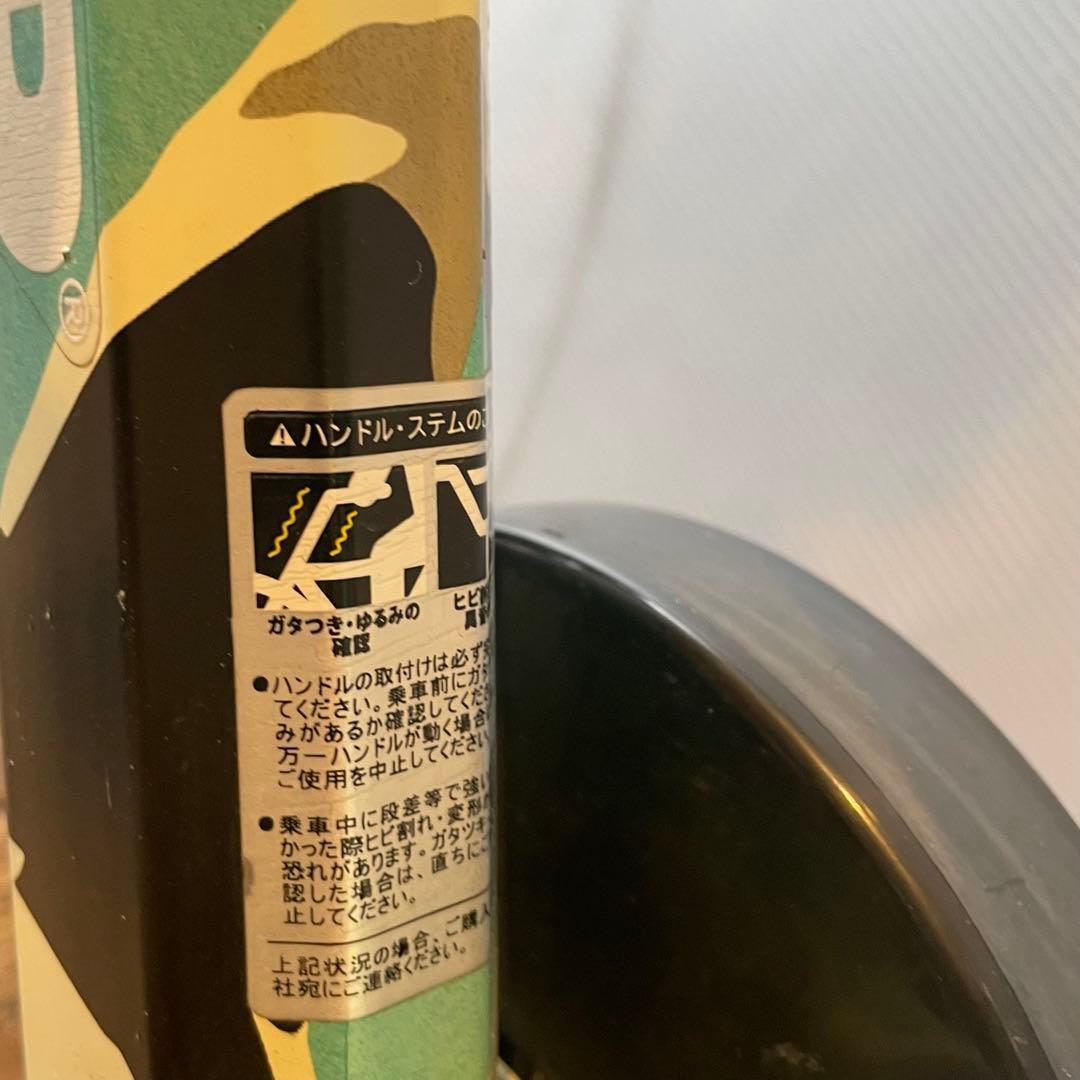 ®
⚠ハンドル・ステムの
ガタつき・ゆるみの
確認
ヒビ
●ハンドルの取付けは必ず
てください。乗車前にガ
みがあるか確認してくださ
万一ハンドルが動く場合
ご使用を中止してください
●乗車中に段差等で強い
かった際ヒビ割れ・変形
恐れがあります。ガタツキ
認した場合は、直ちにご
止してください。
上記状況の場合、ご購入
社宛にご連絡ください。